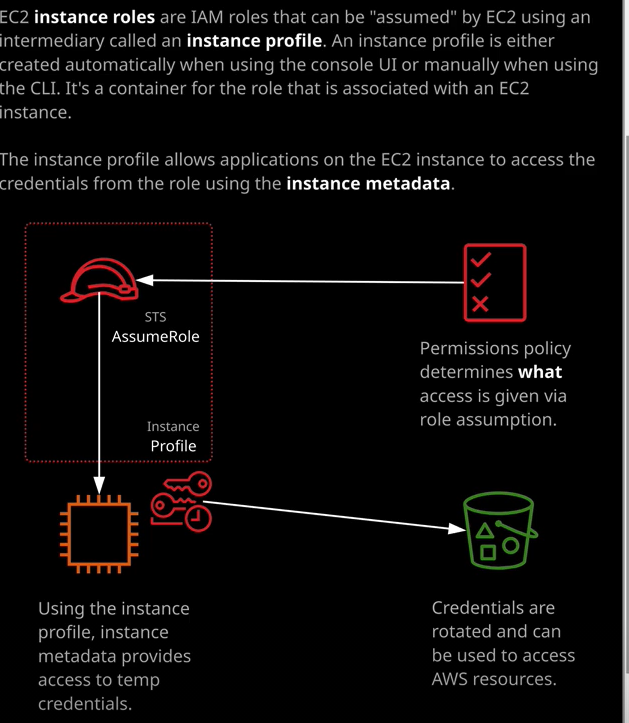 EC2 instance roles are IAM roles that can be "assumed" by EC2 using an
intermediary called an instance profile. An instance profile is either
created automatically when using the console UI or manually when using
the CLI. It's a container for the role that is associated with an EC2
instance.
The instance profile allows applications on the EC2 instance to access the
credentials from the role using the instance metadata.
STS
AssumeRole
Permissions policy
determines what
access is given via
role assumption.
Instance
Profile
Using the instance
profile, instance
metadata provides
access to temp
credentials.
Credentials are
rotated and can
be used to access
AWS resources.